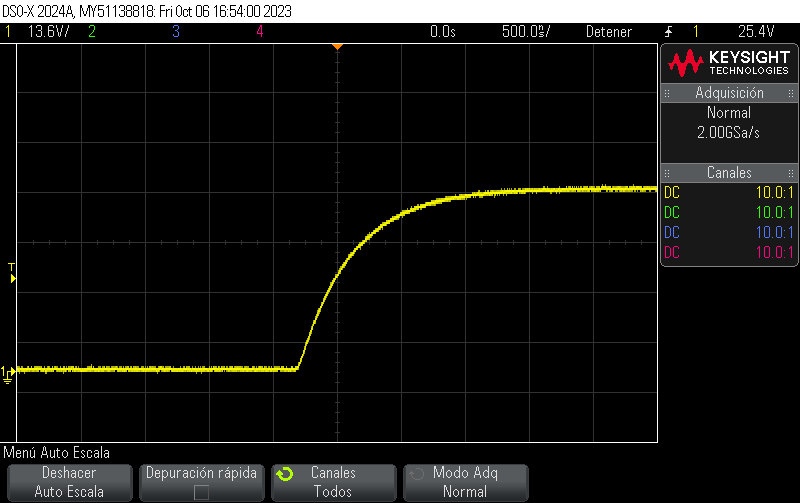 DSO-X 2024A, MY51138818: Fri Oct 06 16:54:00 2023
1 13.6V/ 2 3 4 0.0s 500.0ns/ Detener 1 25.4V
KEYSIGHT
TECHNOLOGIES
Adquisición
Normal
2.00GSa/s
Canales
DC 10.0:1
DC 10.0:1
DC 10.0:1
DC 10.0:1
T
1
Menú Auto Escala
Deshacer
Auto Escala
Depuración rápida
Canales
Todos
Modo Adq
Normal